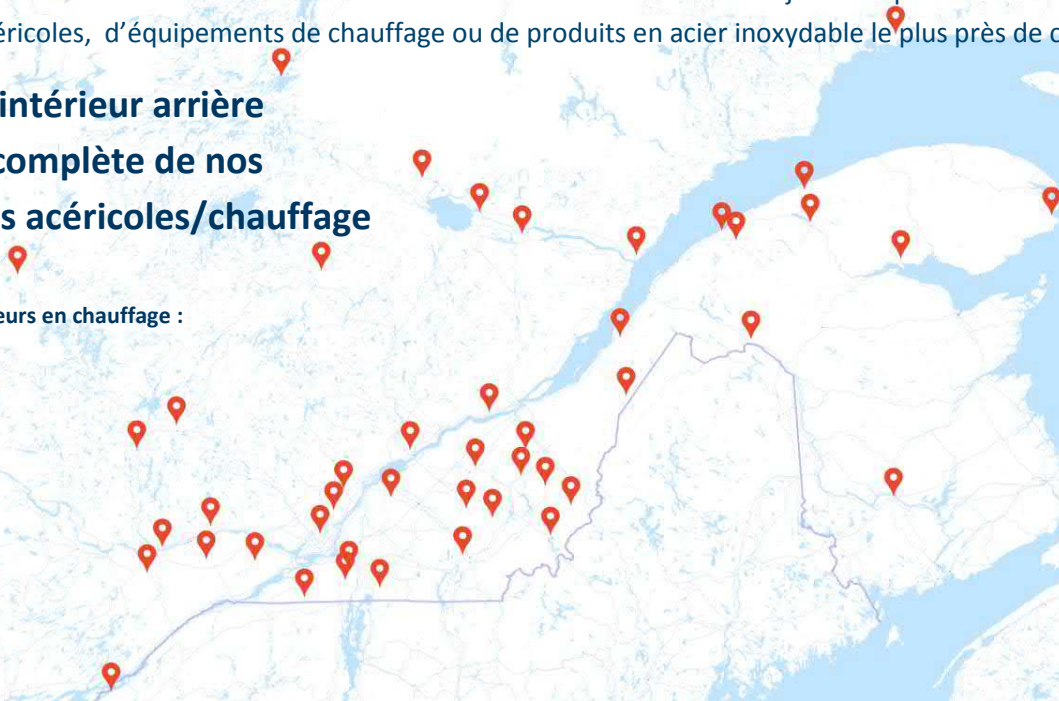 éricoles, d’équipements de chauffage ou de produits en acier inoxydable le plus près de
intérieur arrière
complète de nos
s acéricoles/chauffage
eurs en chauffage :